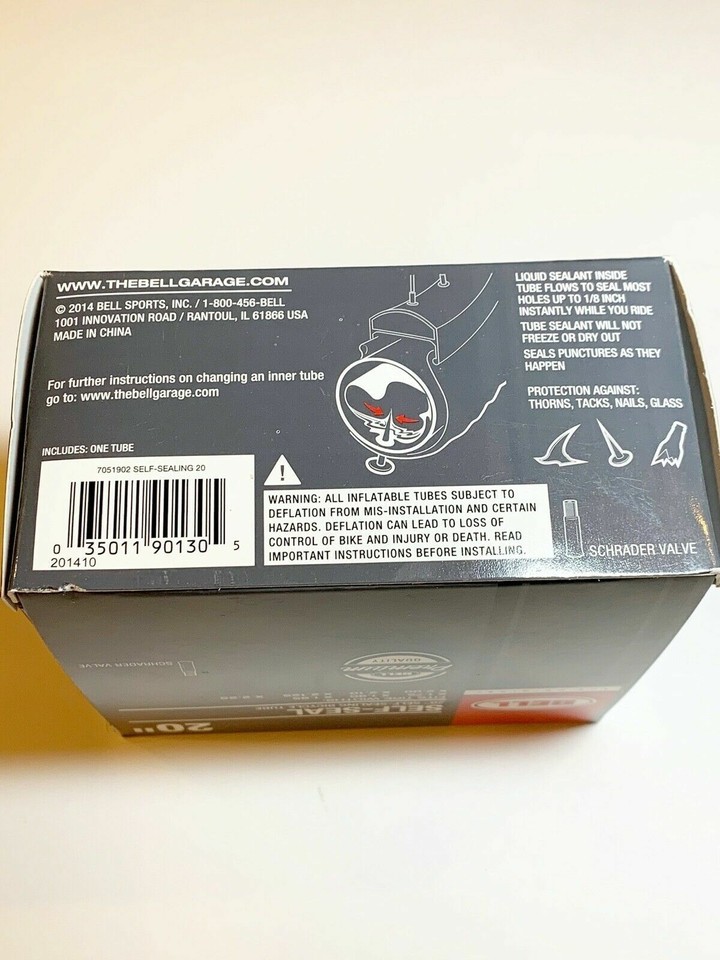 WWW.THEBELLGARAGE.COM
© 2014 BELL SPORTS, INC. / 1-800-456-BELL
1001 INNOVATION ROAD / RANTOUL, IL 61866 USA
MADE IN CHINA
For further instructions on changing an inner tube
go to: www.thebellgarage.com
INCLUDES: ONE TUBE
7051902 SELF-SEALING 20
0 35011 90130 5
201410
WARNING: ALL INFLATABLE TUBES SUBJECT TO
DEFLATION FROM MIS-INSTALLATION AND CERTAIN
HAZARDS. DEFLATION CAN LEAD TO LOSS OF
CONTROL OF BIKE AND INJURY OR DEATH. READ
IMPORTANT INSTRUCTIONS BEFORE INSTALLING.
LIQUID SEALANT INSIDE
TUBE FLOWS TO SEAL MOST
HOLES UP TO 1/8 INCH
INSTANTLY WHILE YOU RIDE
TUBE SEALANT WILL NOT
FREEZE OR DRY OUT
SEALS PUNCTURES AS THEY
HAPPEN
PROTECTION AGAINST:
THORNS, TACKS, NAILS, GLASS
SCHRADER VALVE
BELL
20"
SELF-SEAL
SEALING BICYCLE TUBE
BELL
Premium
QUALITY
SCHRADER VALVE